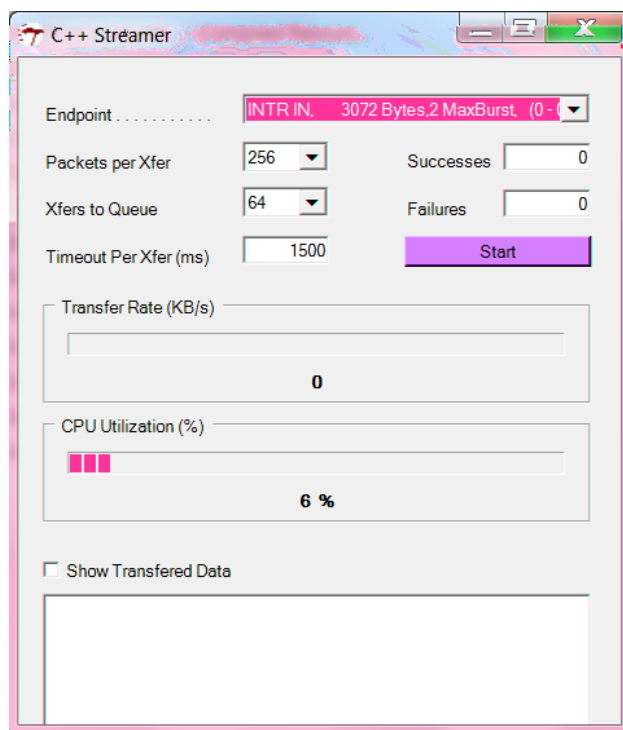 C++ Streamer
Endpoint . . . . . . . . . . . INTR IN, 3072 Bytes,2 MaxBurst, (0 -
Packets per Xfer 256 Successes 0
Xfers to Queue 64 Failures 0
Timeout Per Xfer (ms) 1500 Start
Transfer Rate (KB/s)
0
CPU Utilization (%)
6 %
Show Transfered Data